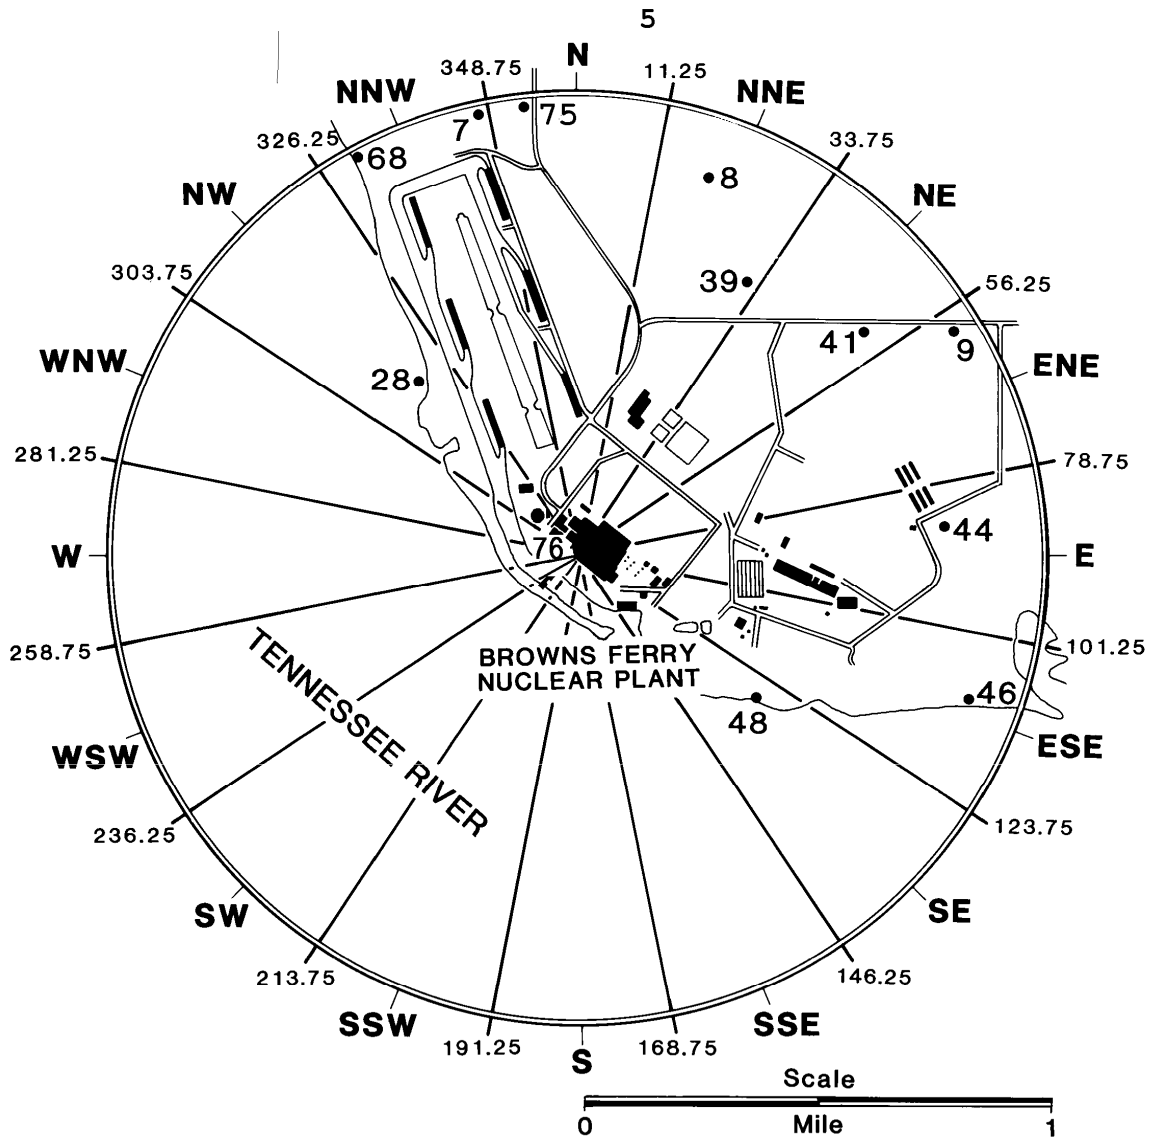 5
N
348.75
11.25
NNW
NNE
7
75
326.25
33.75
68
8
NW
NE
39
303.75
56.25
41
9
WNW
28
ENE
281.25
78.75
44
76
W
E
258.75
TENNESSEE RIVER
BROWNS FERRY
NUCLEAR PLANT
101.25
46
48
WSW
ESE
236.25
123.75
SW
SE
213.75
146.25
SSW
SSE
191.25
168.75
S
Scale
0
Mile
1